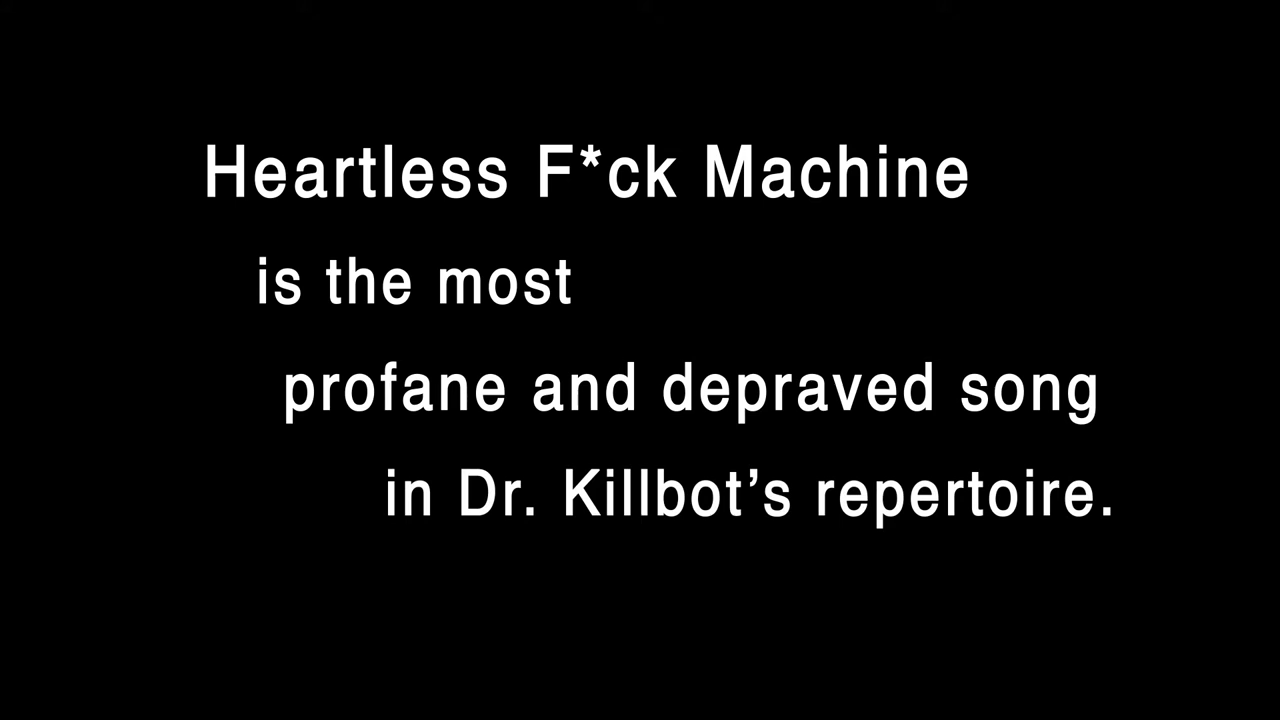 Heartless F*ck Machine
is the most
profane and depraved song
in Dr. Killbot’s repertoire.